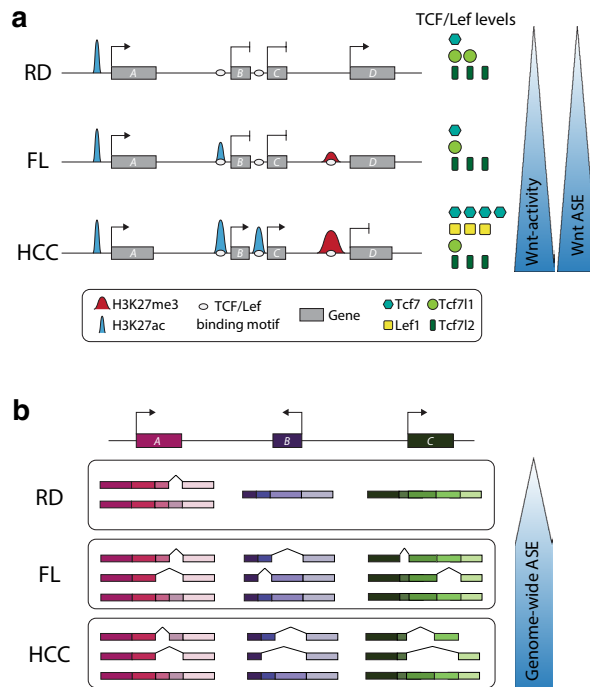 a
TCF/Lef levels
RD
A
B
C
D
FL
A
B
C
D
HCC
A
B
C
D
Wnt-activity
Wnt ASE
H3K27me3
H3K27ac
TCF/Lef
binding motif
Gene
Tcf7
Tcf7l1
Lef1
Tcf7l2
b
A
B
C
RD
FL
HCC
Genome-wide ASE